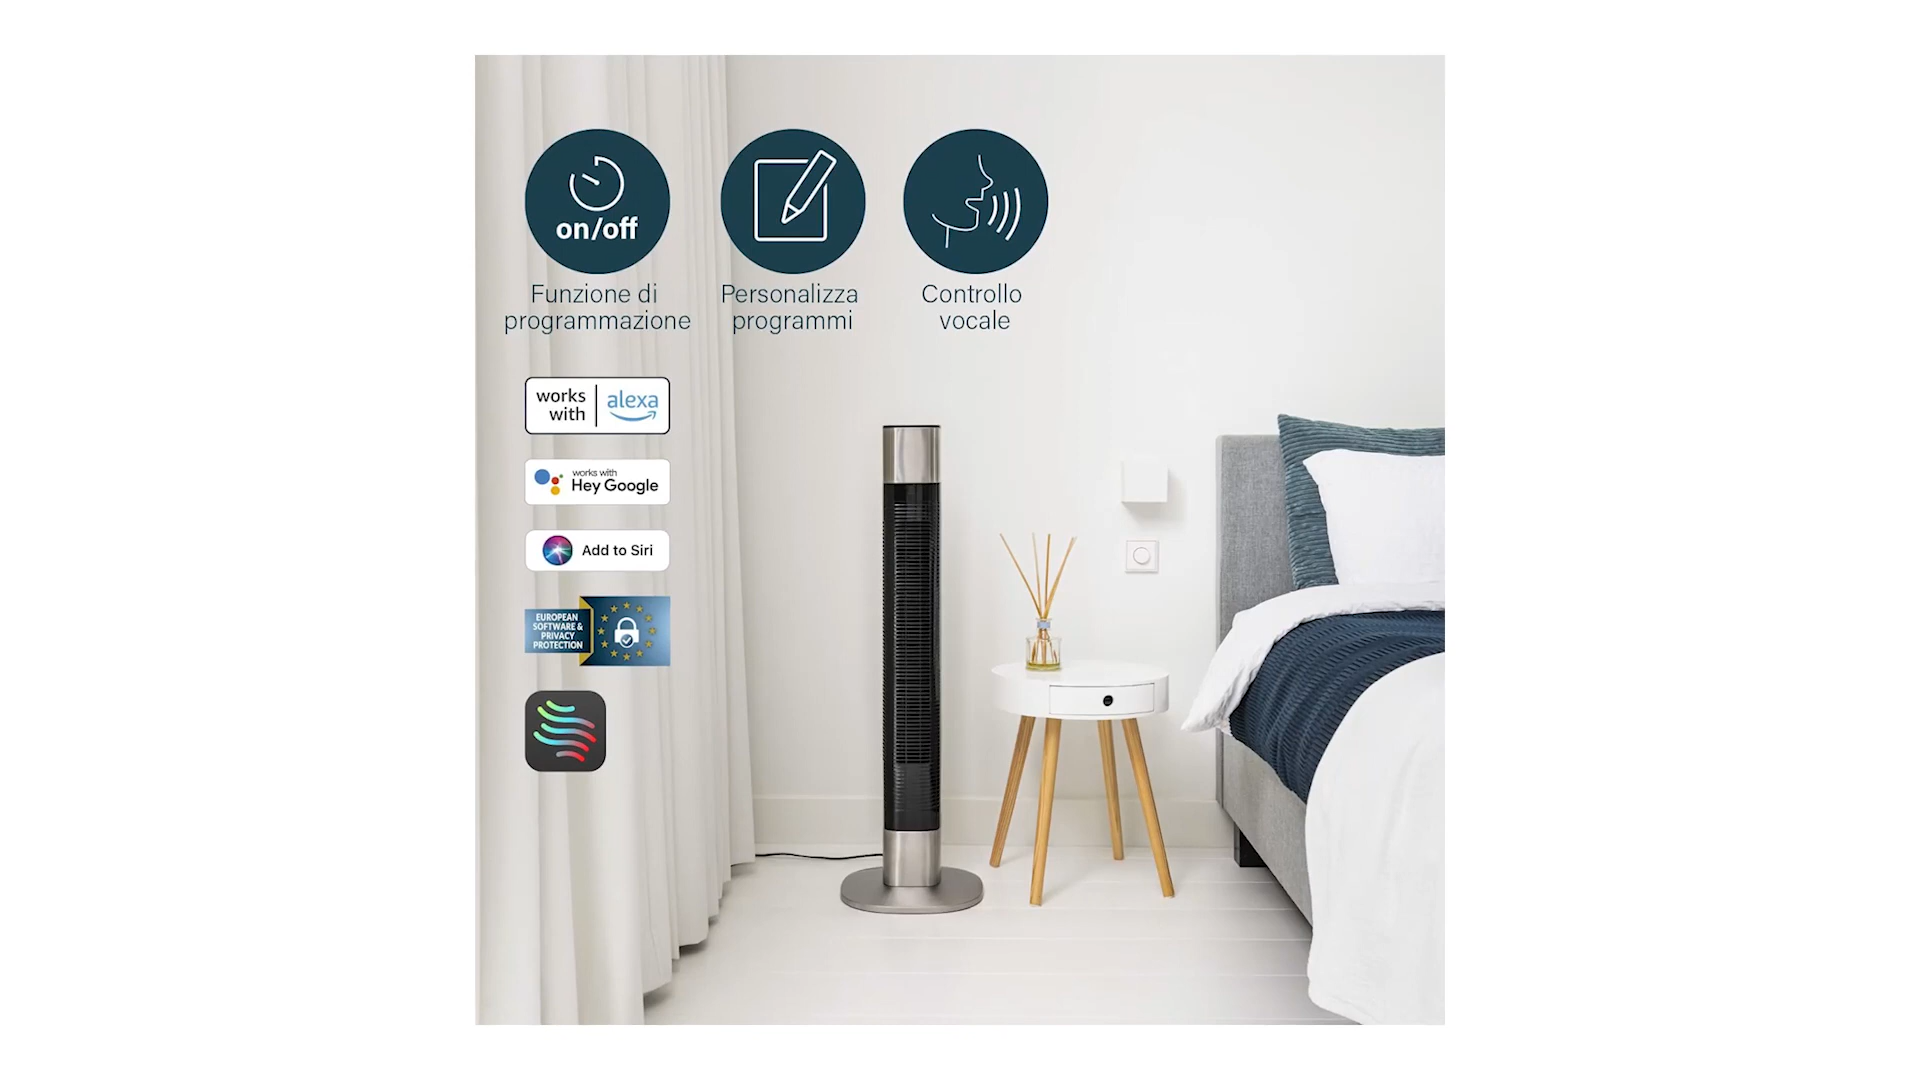 on/off
Funzione di
programmazione
Personalizza
programmi
Controllo
vocale
works
with
alexa
works with
Hey Google
Add to Siri
EUROPEAN
SOFTWARE &
PRIVACY
PROTECTION